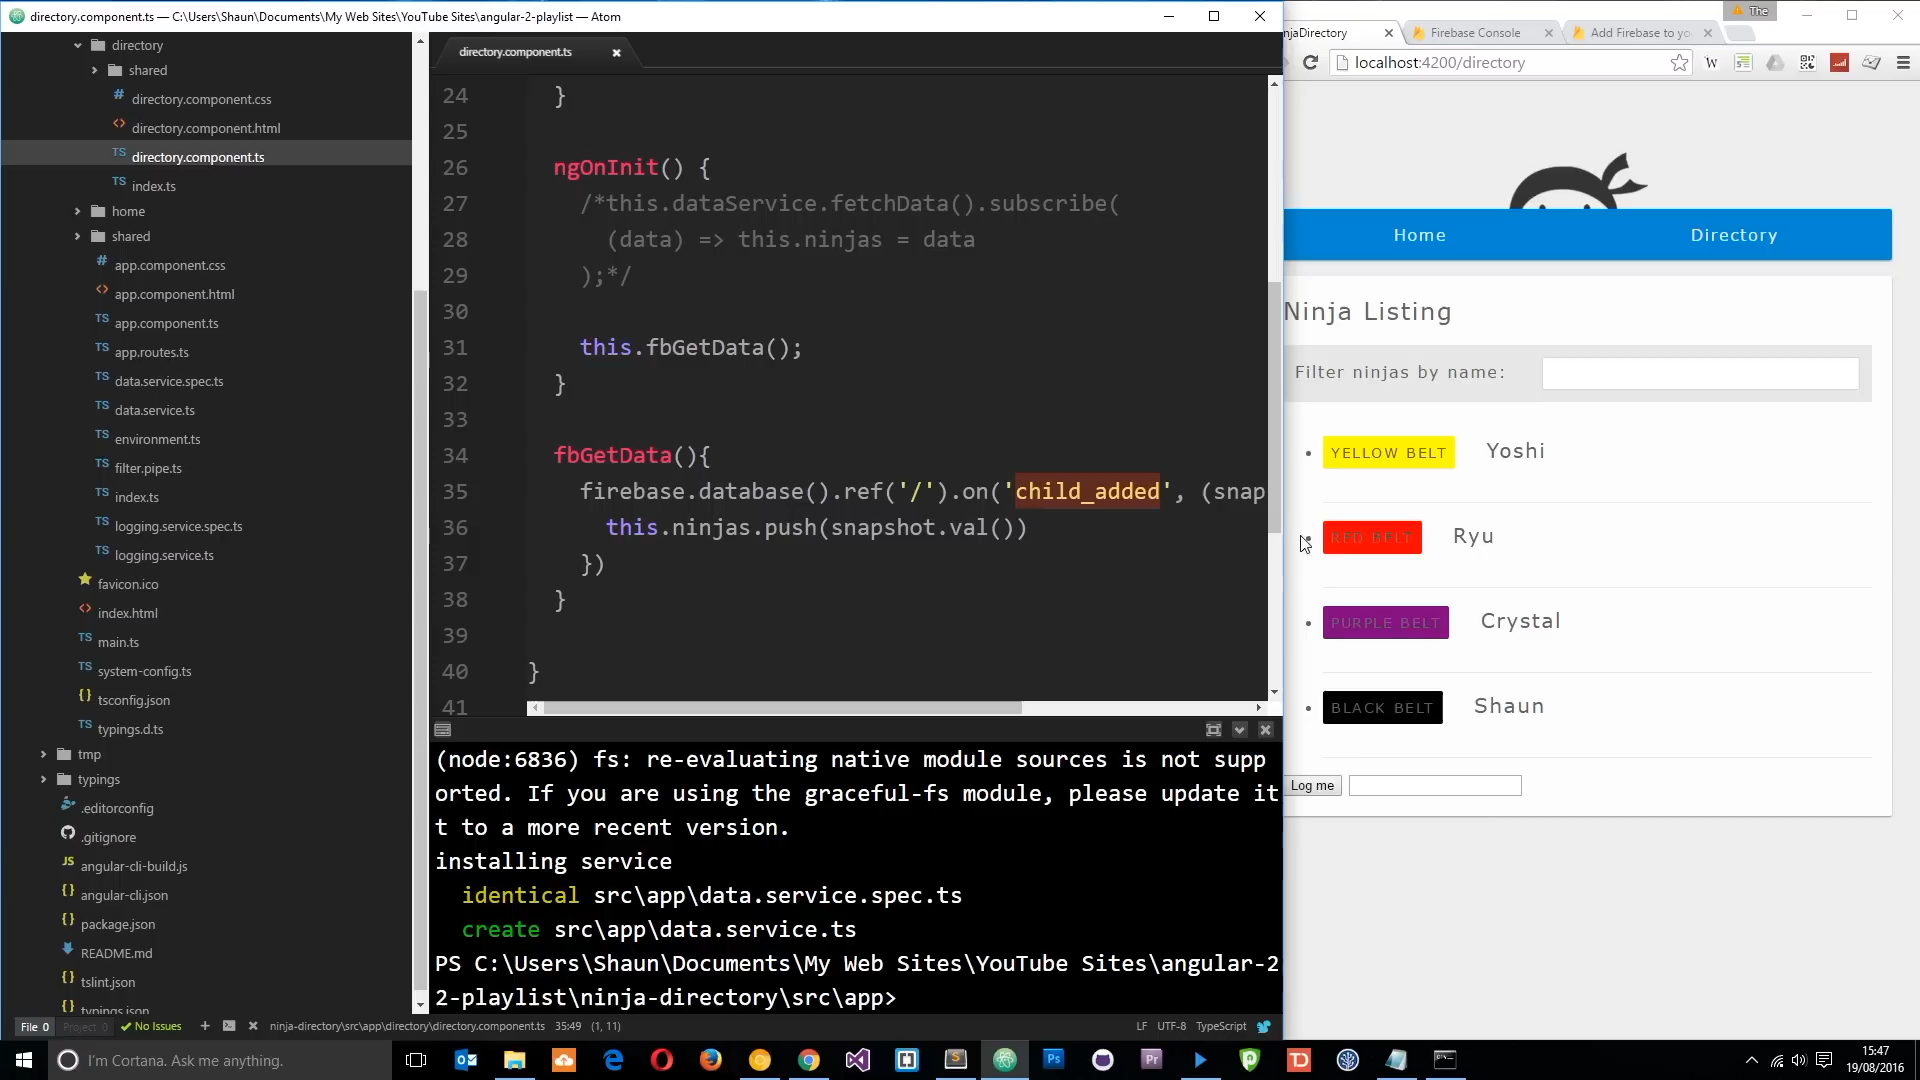 directory.component.ts — C:\Users\Shaun\Documents\My Web Sites\YouTube Sites\angular-2-playlist — Atom
directory
shared
directory.component.css
directory.component.html
directory.component.ts
index.ts
home
shared
app.component.css
app.component.html
app.component.ts
app.routes.ts
data.service.spec.ts
data.service.ts
environment.ts
filter.pipe.ts
index.ts
logging.service.spec.ts
logging.service.ts
favicon.ico
index.html
main.ts
system-config.ts
tsconfig.json
typings.d.ts
tmp
typings
.editorconfig
.gitignore
angular-cli-build.js
angular-cli.json
package.json
README.md
tslint.json
typings.json
directory.component.ts
24 }
25
26 ngOnInit() {
27 /*this.dataService.fetchData().subscribe(
28 (data) => this.ninjas = data
29 );*/
30
31 this.fbGetData();
32 }
33
34 fbGetData(){
35 firebase.database().ref('/').on('child_added', (snap
36 this.ninjas.push(snapshot.val())
37 })
38 }
39
40 }
41
(node:6836) fs: re-evaluating native module sources is not supp
orted. If you are using the graceful-fs module, please update it
t to a more recent version.
installing service
identical src\app\data.service.spec.ts
create src\app\data.service.ts
PS C:\Users\Shaun\Documents\My Web Sites\YouTube Sites\angular-2
2-playlist\ninja-directory\src\app>
File 0 Project 0 No Issues ninja-directory\src\app\directory\directory.component.ts 35:49 (1, 11) LF UTF-8 TypeScript
The
njaDirectory Firebase Console Add Firebase to yo
localhost:4200/directory
Home Directory
Ninja Listing
Filter ninjas by name:
YELLOW BELT Yoshi
RED BELT Ryu
PURPLE BELT Crystal
BLACK BELT Shaun
Log me
I'm Cortana. Ask me anything.
15:47
19/08/2016